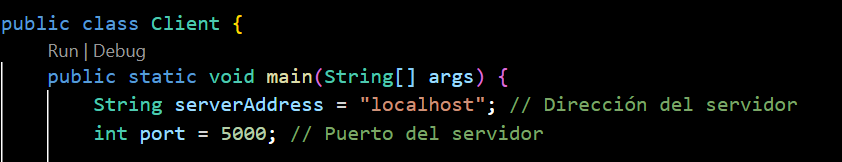 public class Client {
Run | Debug
public static void main(String[] args) {
String serverAddress = "localhost"; // Dirección del servidor
int port = 5000; // Puerto del servidor